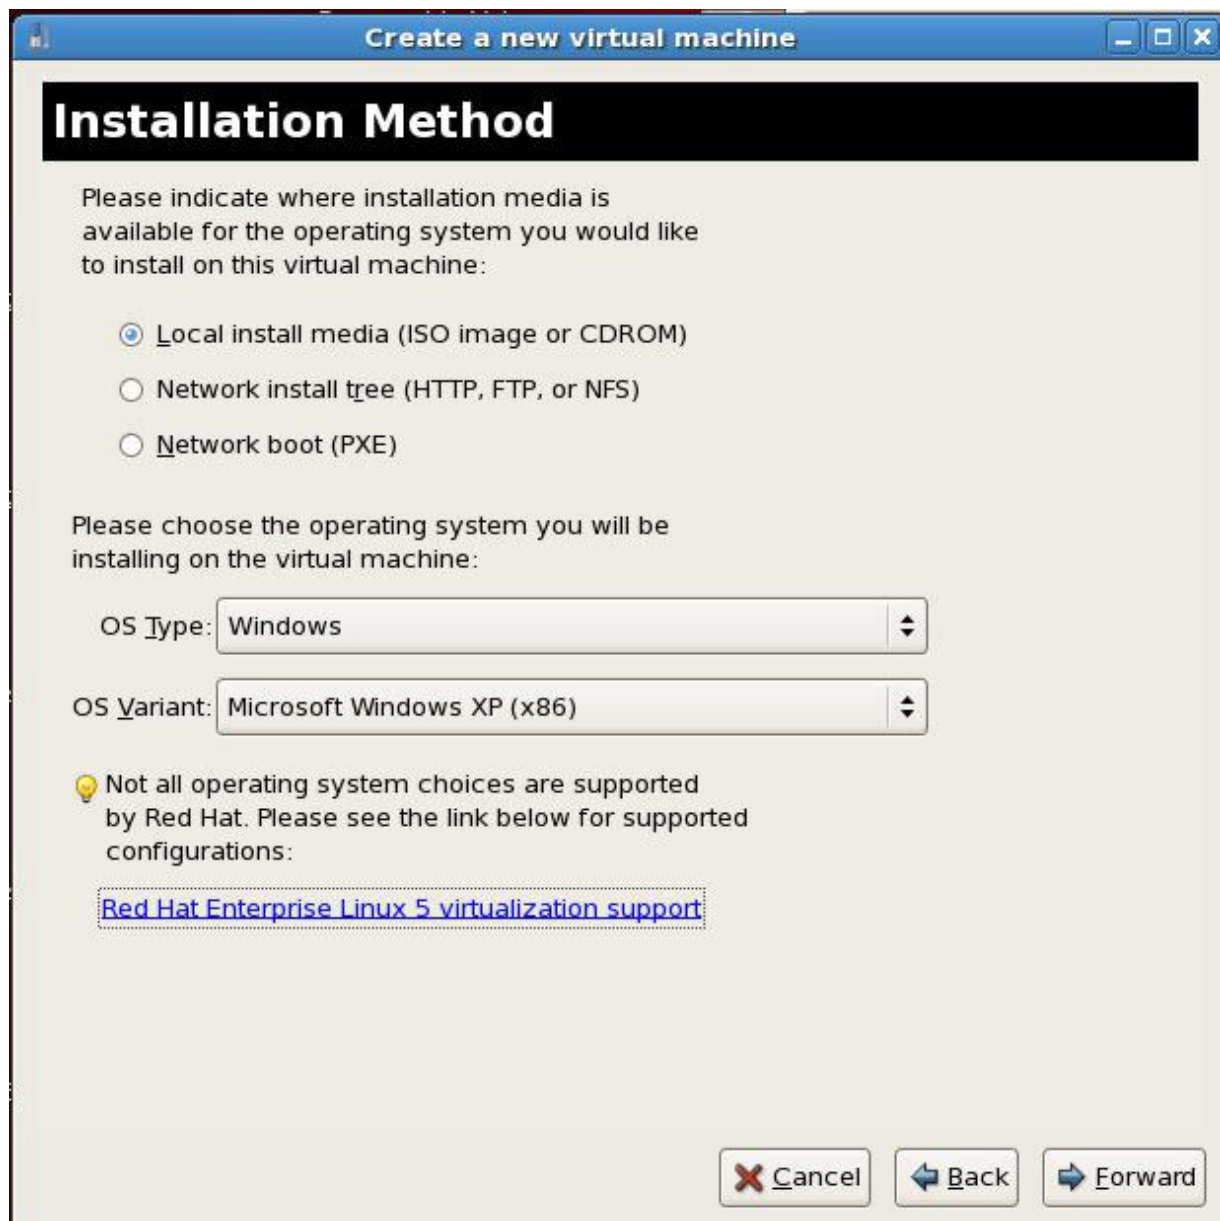 Create a new virtual machine
Installation Method
Please indicate where installation media is
available for the operating system you would like
to install on this virtual machine:
Local install media (ISO image or CDROM)
Network install tree (HTTP, FTP, or NFS)
Network boot (PXE)
Please choose the operating system you will be
installing on the virtual machine:
OS Type: Windows
OS Variant: Microsoft Windows XP (x86)
Not all operating system choices are supported
by Red Hat. Please see the link below for supported
configurations:
Red Hat Enterprise Linux 5 virtualization support
Cancel Back Forward